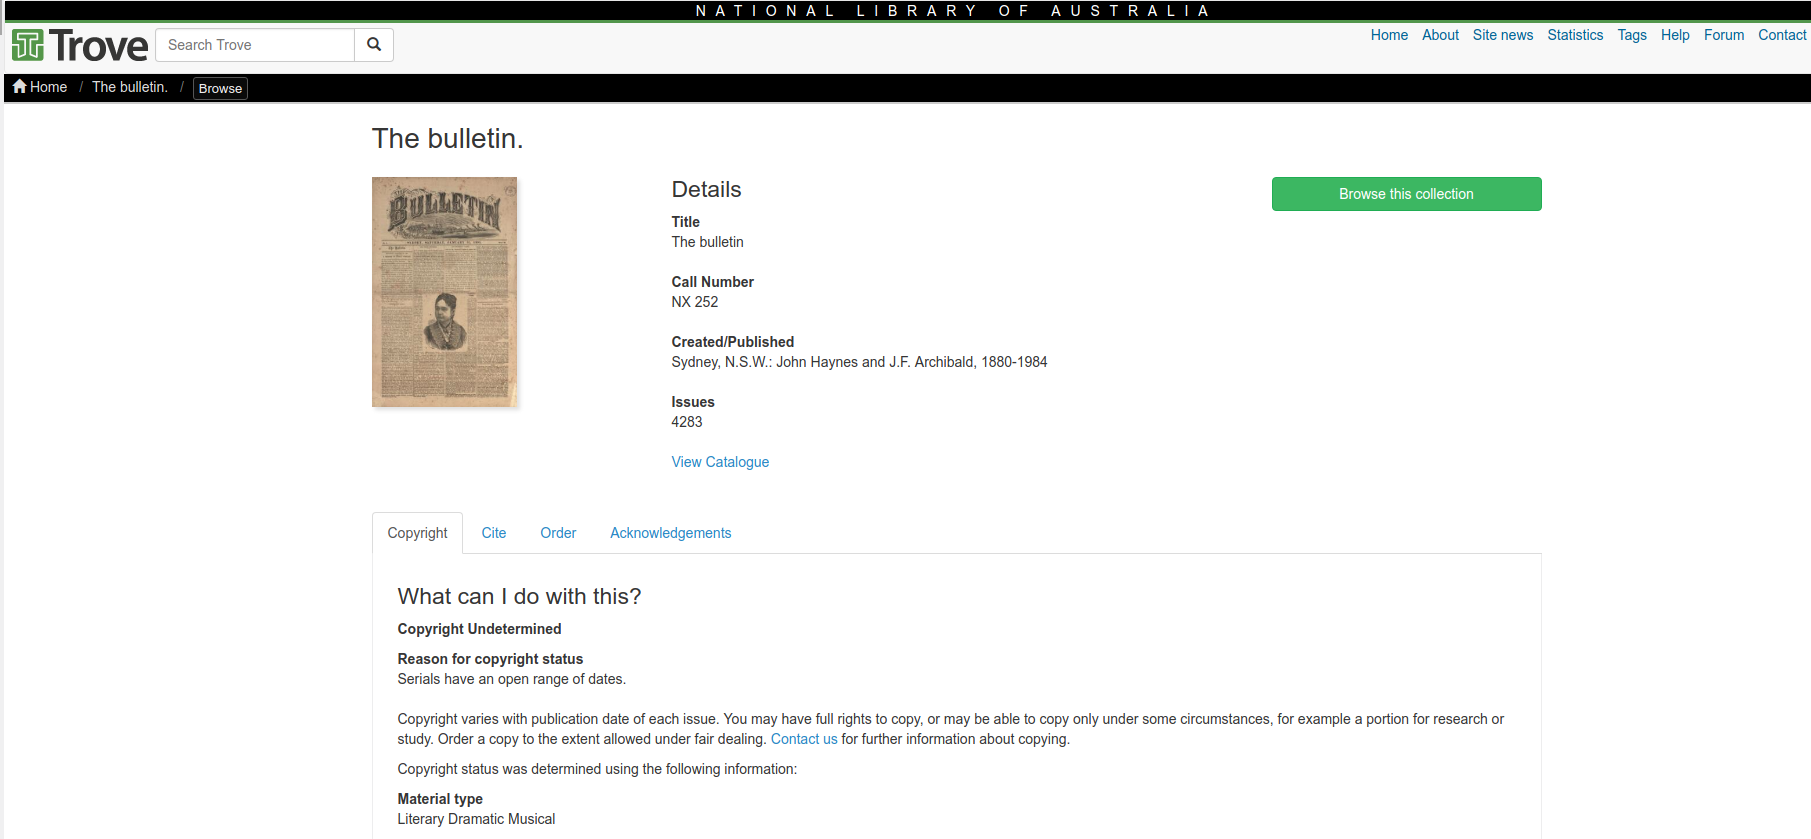 NATIONAL LIBRARY OF AUSTRALIA
Trove
Search Trove
Home About Site news Statistics Tags Help Forum Contact
Home / The bulletin. / Browse
The bulletin.
BULLETIN
Details
Browse this collection
Title
The bulletin
Call Number
NX 252
Created/Published
Sydney, N.S.W.: John Haynes and J.F. Archibald, 1880-1984
Issues
4283
View Catalogue
Copyright Cite Order Acknowledgements
What can I do with this?
Copyright Undetermined
Reason for copyright status
Serials have an open range of dates.
Copyright varies with publication date of each issue. You may have full rights to copy, or may be able to copy only under some circumstances, for example a portion for research or
study. Order a copy to the extent allowed under fair dealing. Contact us for further information about copying.
Copyright status was determined using the following information:
Material type
Literary Dramatic Musical